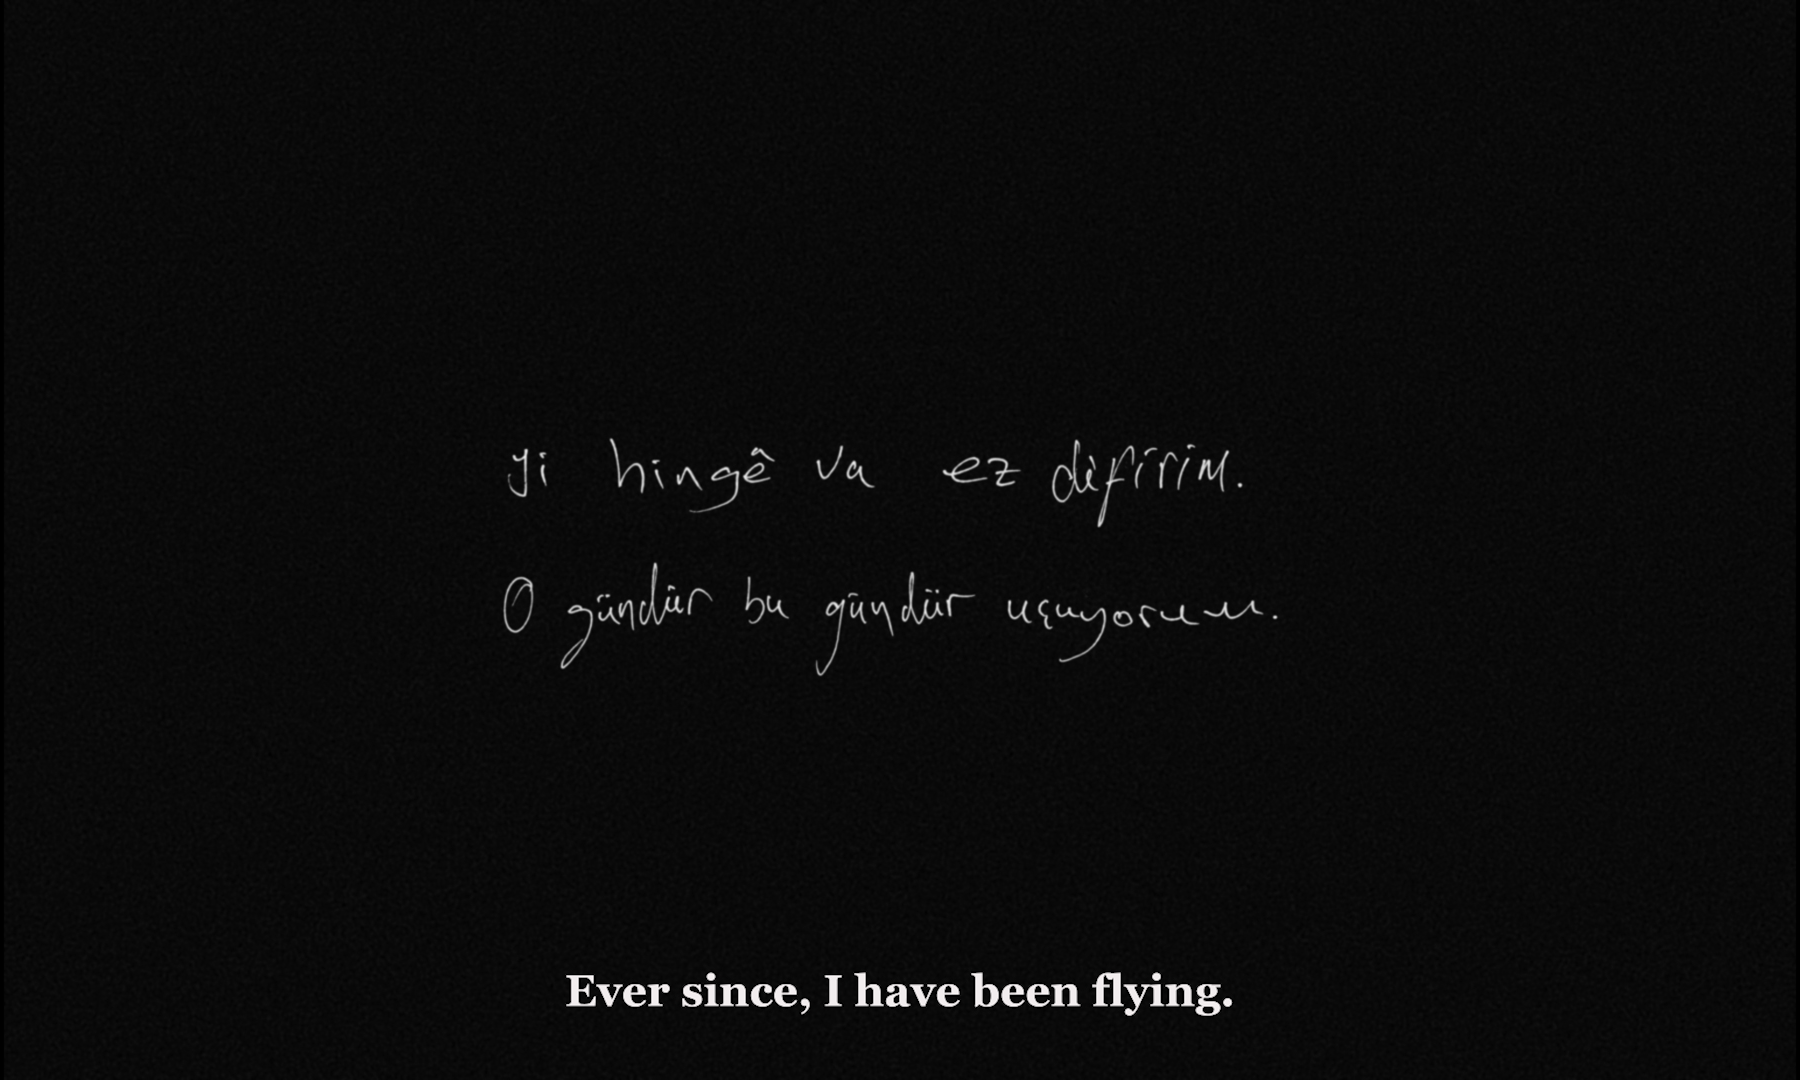 Ji hingê va ez difirim.
O gündür bu gündür uçuyorum.
Ever since, I have been flying.